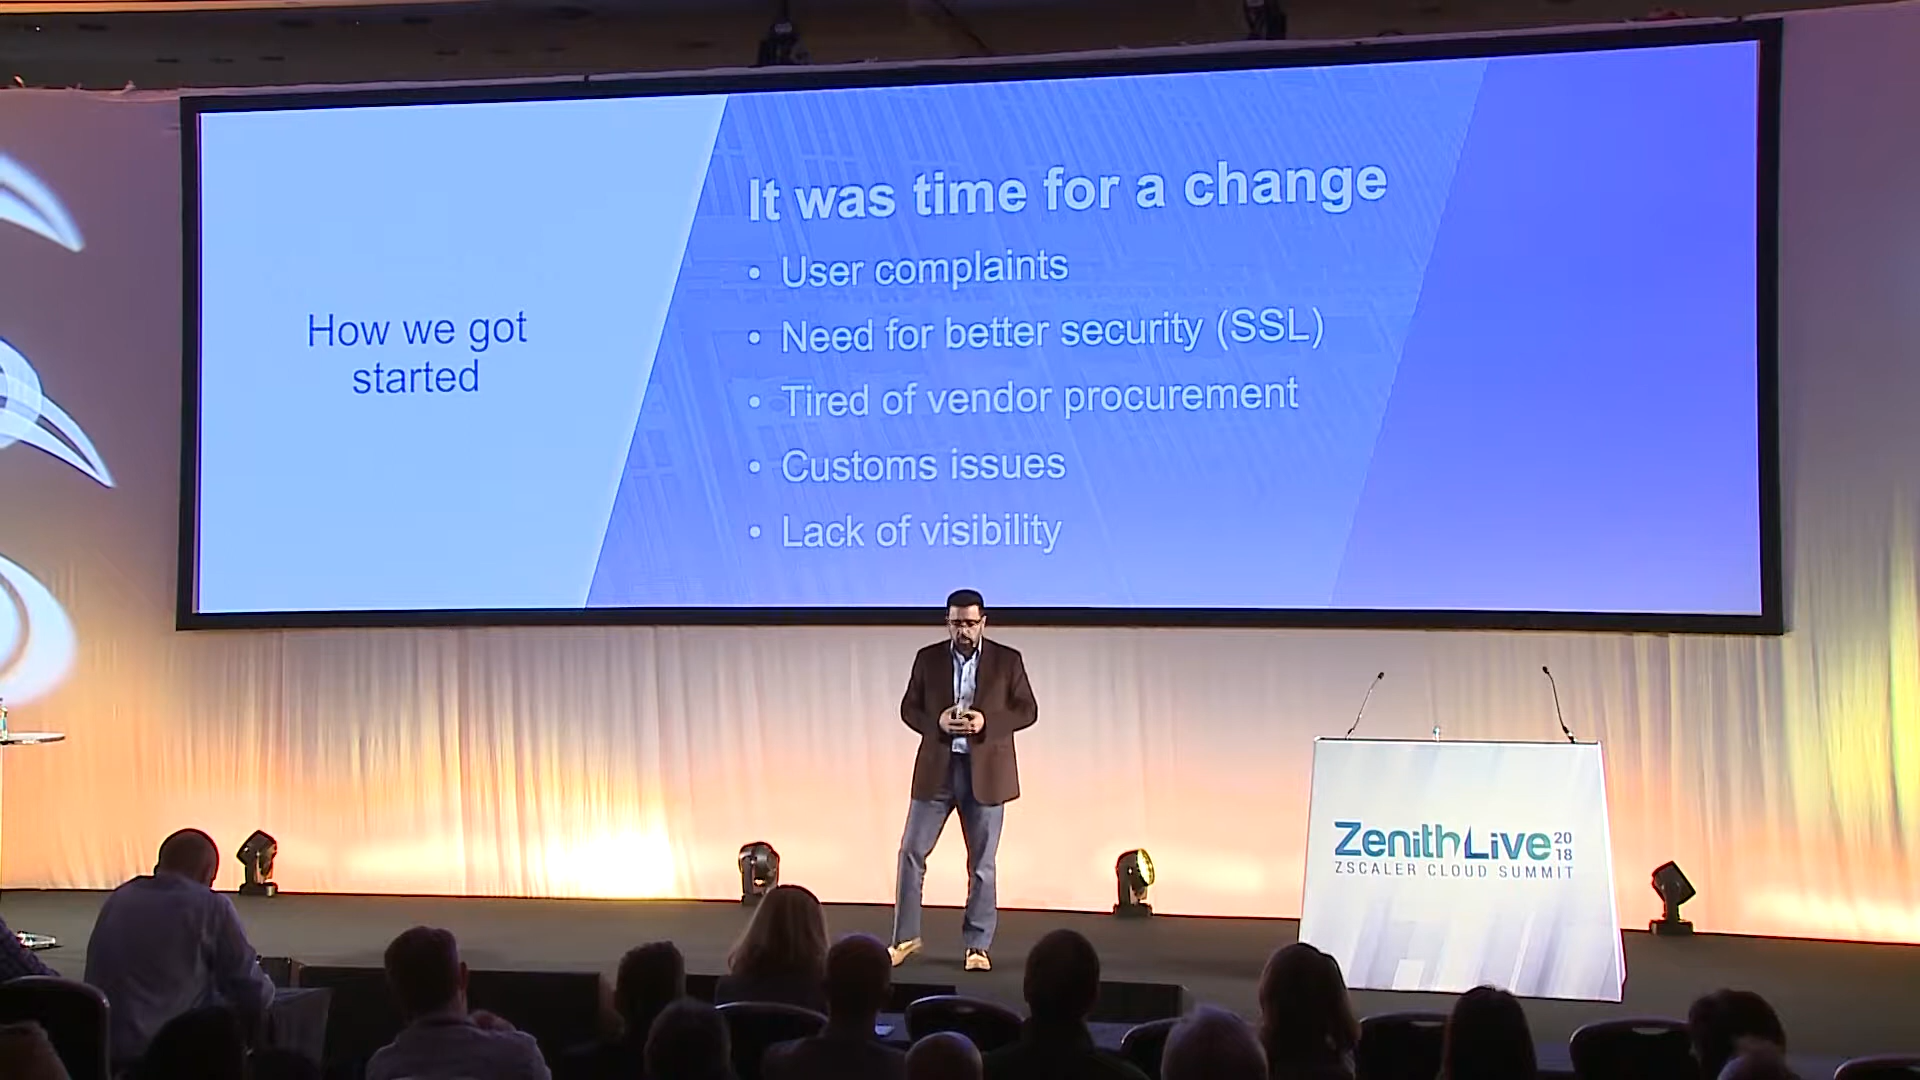 How we got
started
It was time for a change
• User complaints
• Need for better security (SSL)
• Tired of vendor procurement
• Customs issues
• Lack of visibility
ZenithLive 20
18
ZSCALER CLOUD SUMMIT